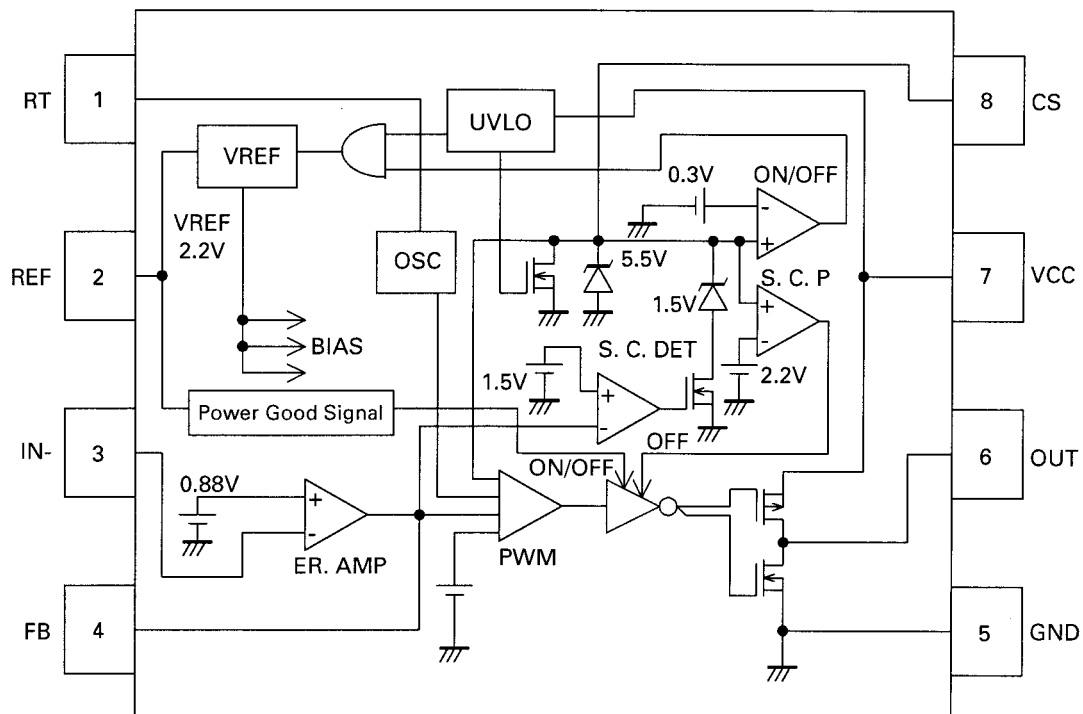 RT
1
UVLO
8
CS
VREF
0.3V
ON/OFF
VREF
2.2V
REF
2
OSC
5.5V
S. C. P
7
VCC
1.5V
BIAS
S. C. DET
1.5V
2.2V
Power Good Signal
IN-
3
OFF
6
OUT
ON/OFF
0.88V
+
-
+
-
+
-
+
-
ER. AMP
PWM
FB
4
5
GND